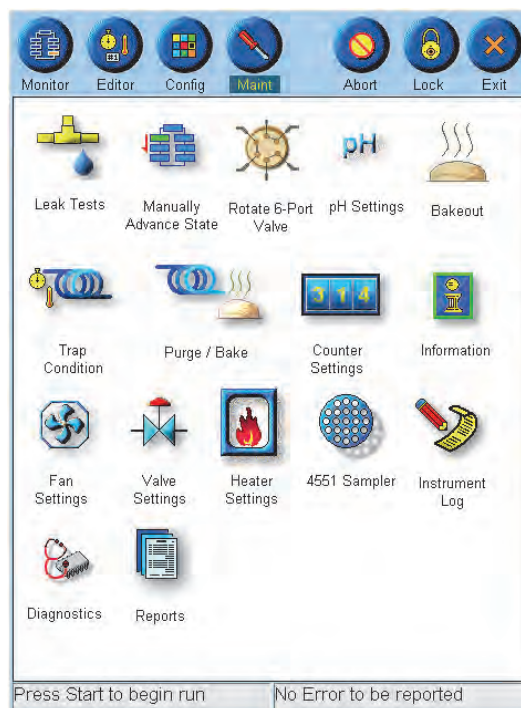 #1
Monitor Editor Config Maint Abort Lock Exit
pH
Leak Tests Manually Advance State Rotate 6-Port Valve pH Settings Bakeout
3 1 4
Trap Condition Purge / Bake Counter Settings Information
Fan Settings Valve Settings Heater Settings 4551 Sampler Instrument Log
Diagnostics Reports
Press Start to begin run No Error to be reported